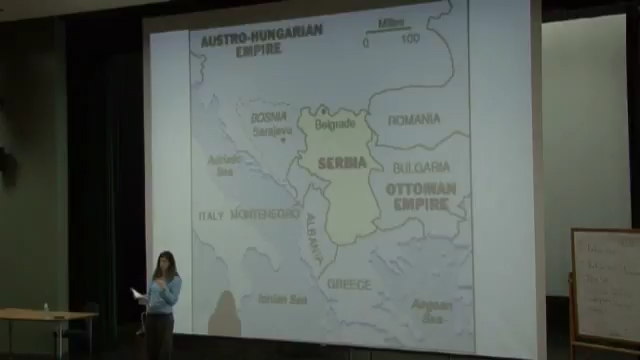 AUSTRO-HUNGARIAN
EMPIRE
Miles
0 100
BOSNIA
Sarajevo
Belgrade
ROMANIA
Adriatic
Sea
SERBIA
BULGARIA
OTTOMAN
EMPIRE
ITALY
MONTENEGRO
ALBANIA
GREECE
Ionian Sea
Aegean
Sea